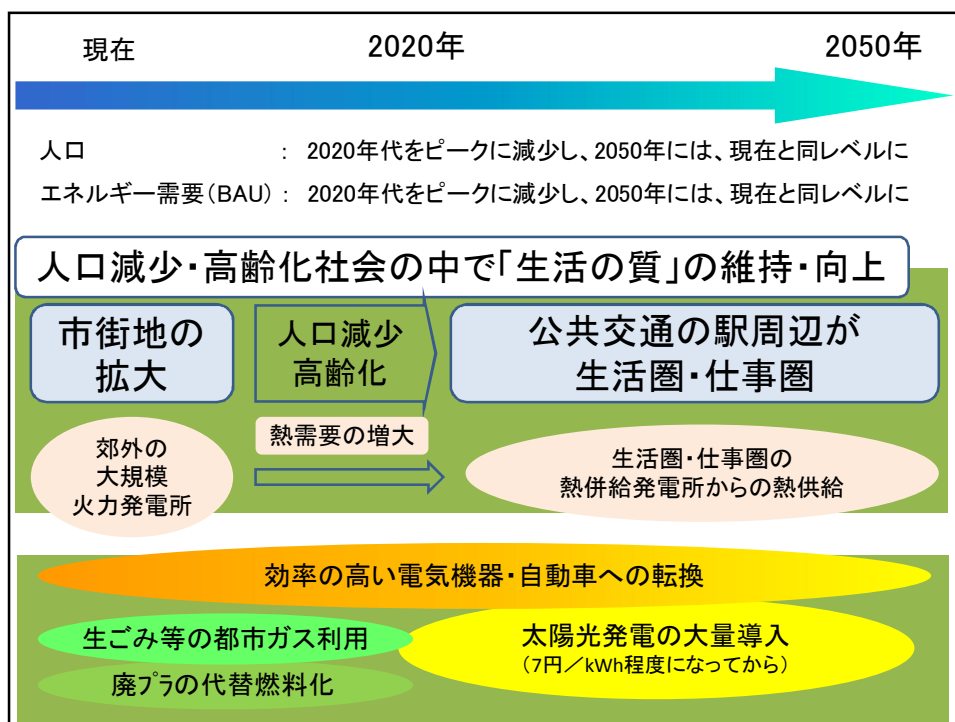 現在
2020年
2050年
人口 : 2020年代をピークに減少し、2050年には、現在と同レベルに
エネルギー需要(BAU) : 2020年代をピークに減少し、2050年には、現在と同レベルに
人口減少・高齢化社会の中で「生活の質」の維持・向上
市街地の
拡大
人口減少
高齢化
公共交通の駅周辺が
生活圏・仕事圏
郊外の
大規模
火力発電所
熱需要の増大
生活圏・仕事圏の
熱併給発電所からの熱供給
効率の高い電気機器・自動車への転換
生ごみ等の都市ガス利用
廃プラの代替燃料化
太陽光発電の大量導入
(7円/kWh程度になってから)